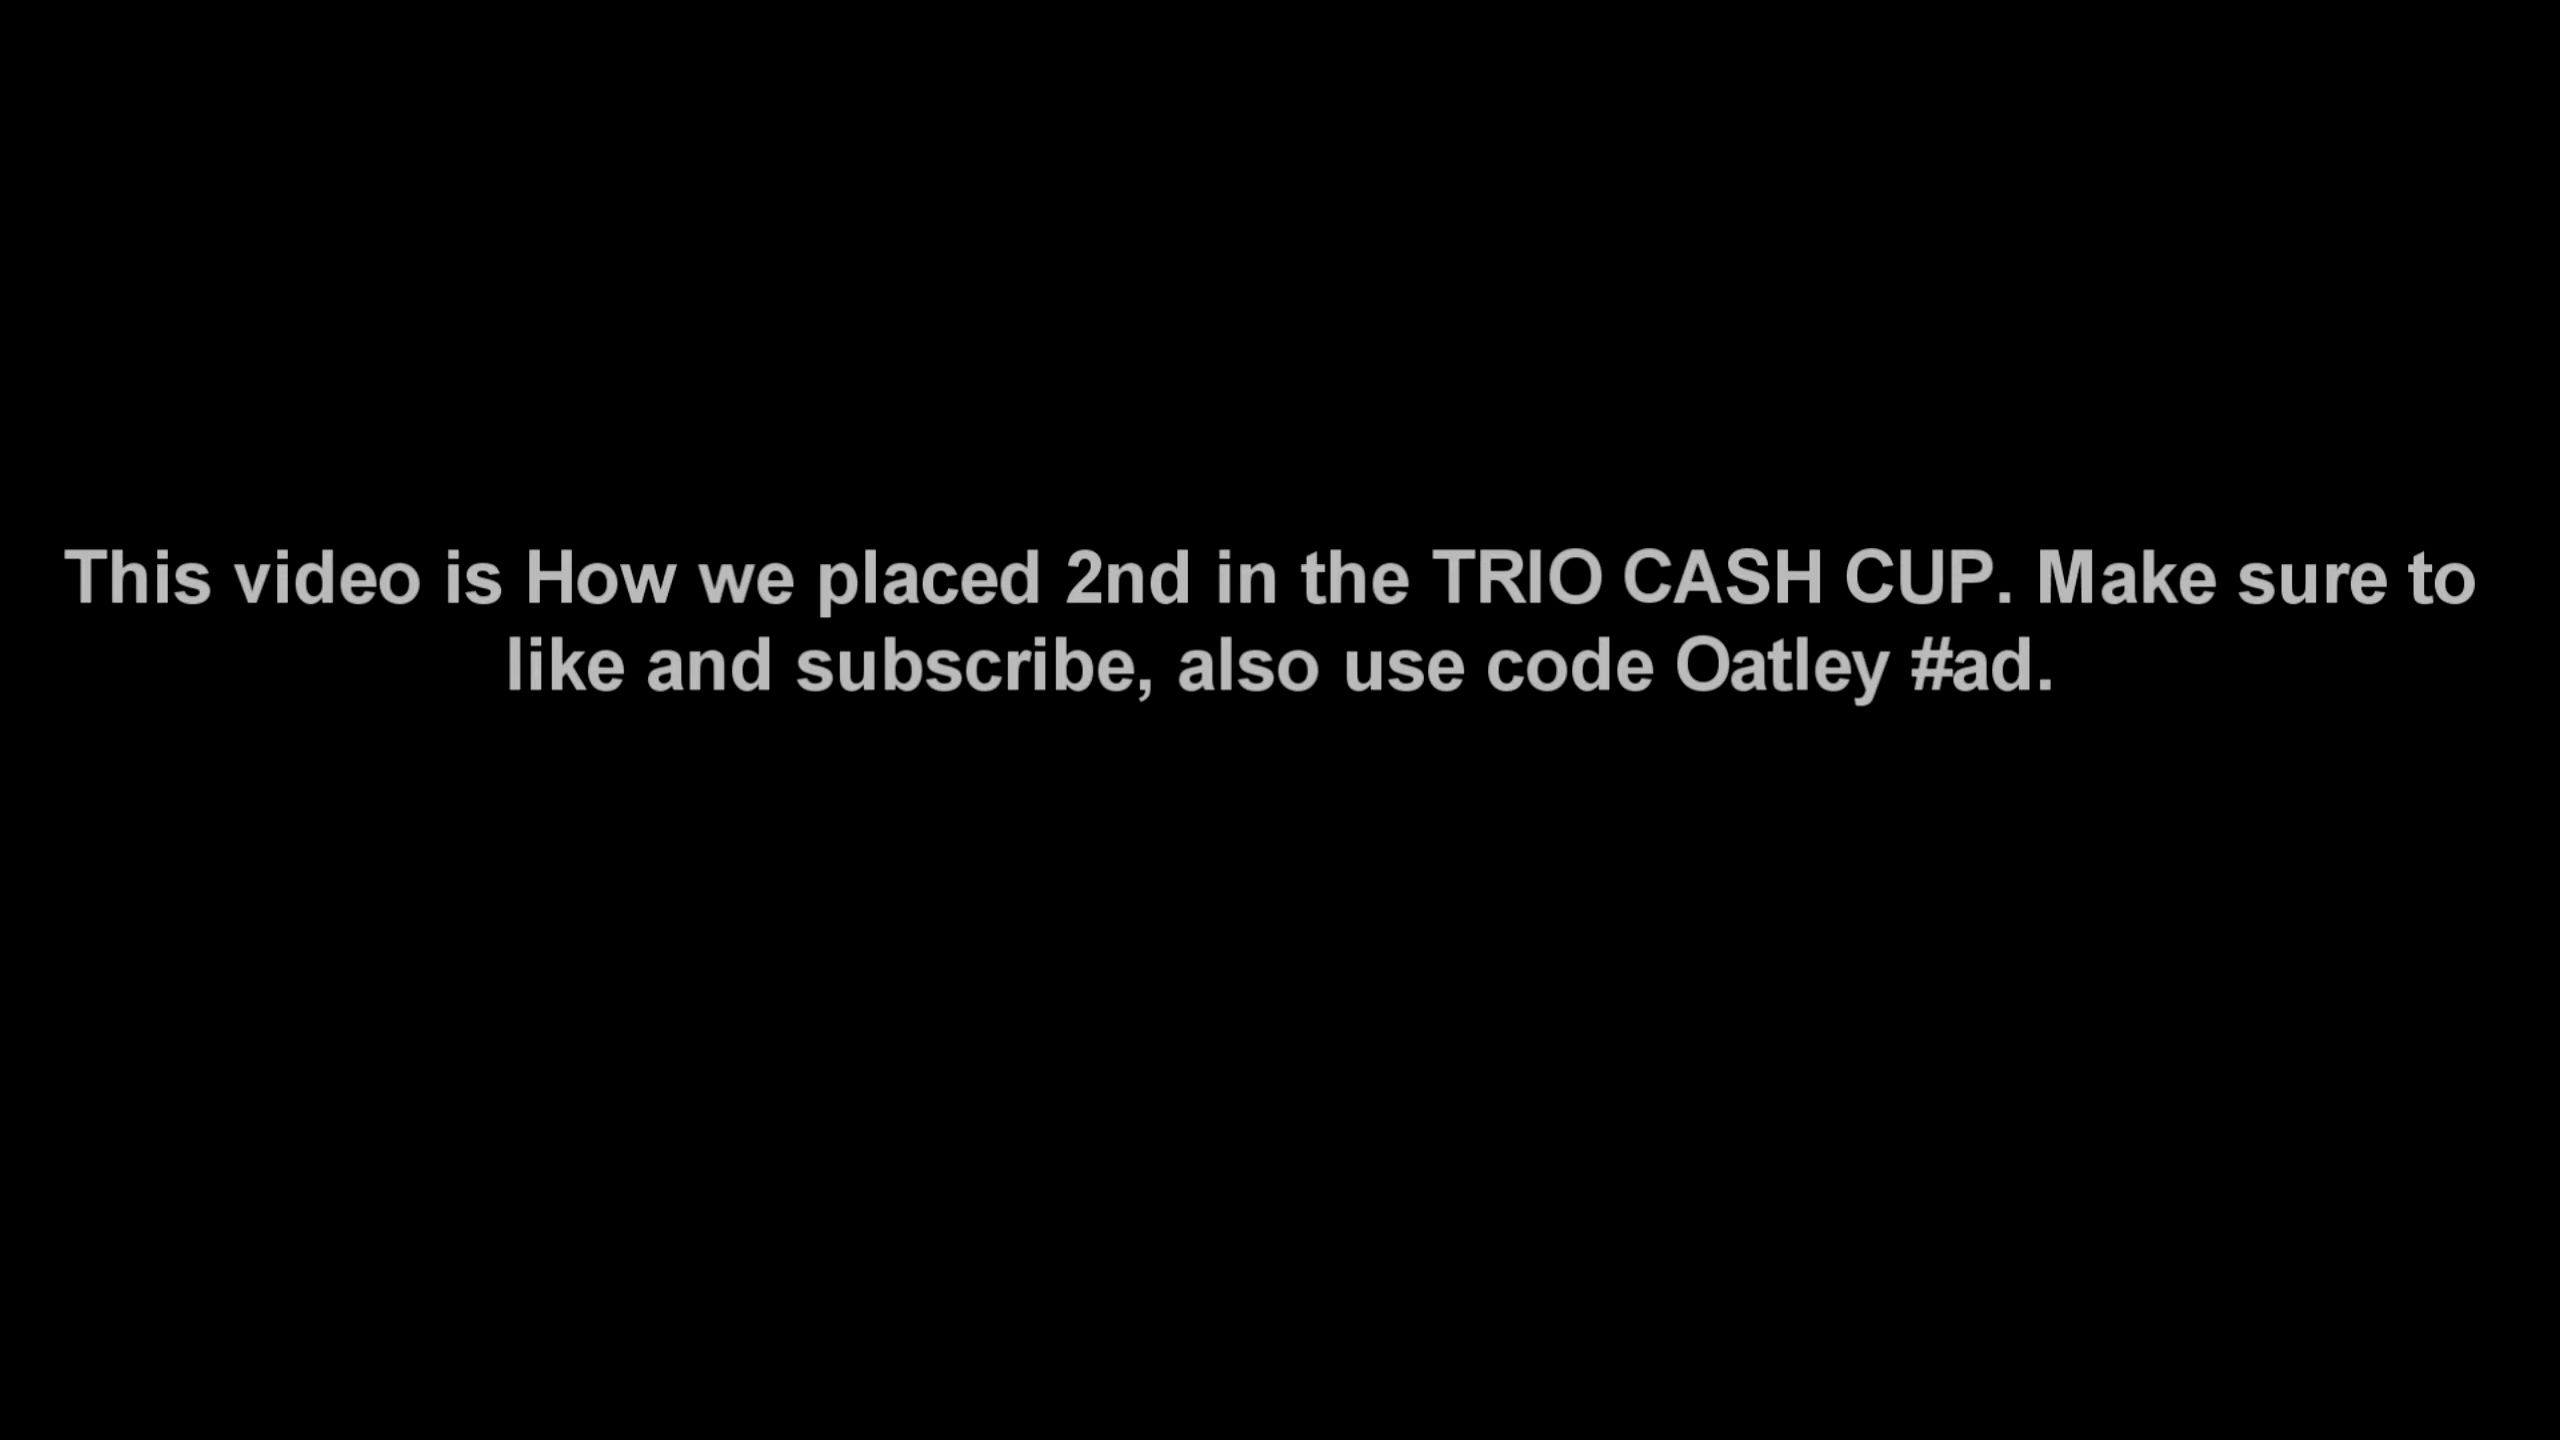 This video is How we placed 2nd in the TRIO CASH CUP. Make sure to
like and subscribe, also use code Oatley #ad.